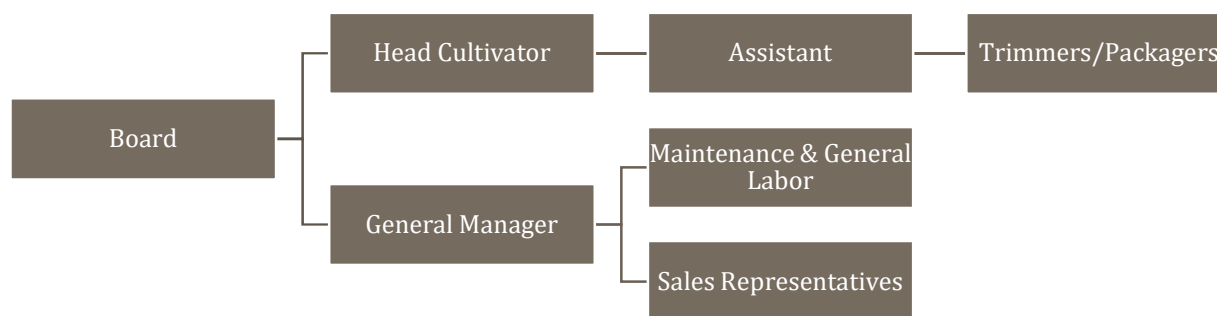 Head Cultivator
Assistant
Trimmers/Packagers
Board
Maintenance & General
Labor
General Manager
Sales Representatives